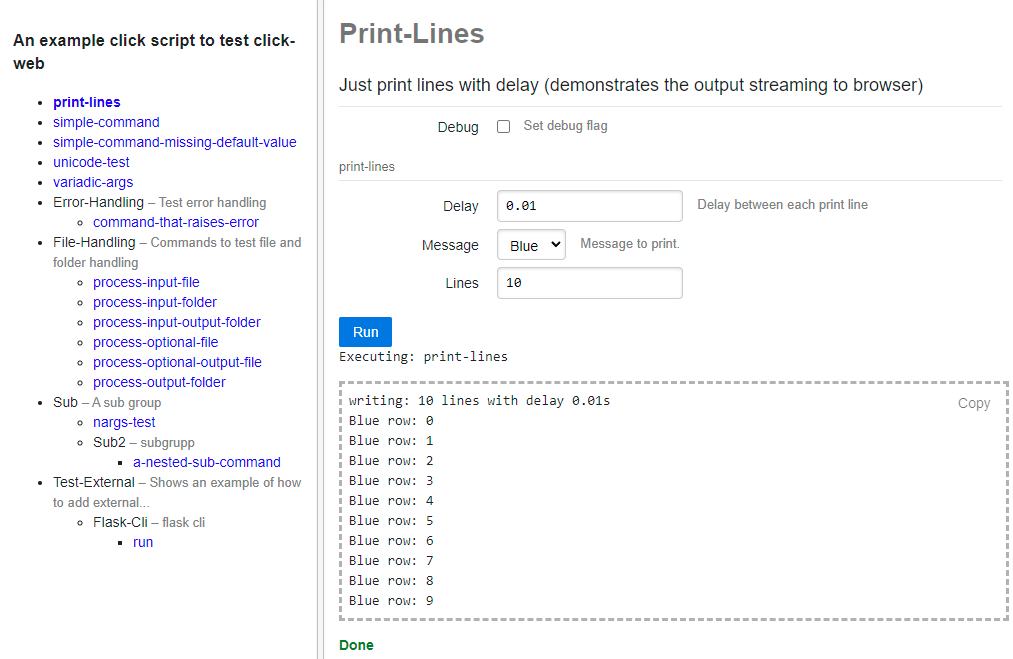 An example click script to test click-
web
print-lines
simple-command
simple-command-missing-default-value
unicode-test
variadic-args
Error-Handling – Test error handling
command-that-raises-error
File-Handling – Commands to test file and
folder handling
process-input-file
process-input-folder
process-input-output-folder
process-optional-file
process-optional-output-file
process-output-folder
Sub – A sub group
nargs-test
Sub2 – subgrupp
a-nested-sub-command
Test-External – Shows an example of how
to add external...
Flask-Cli – flask cli
run
Print-Lines
Just print lines with delay (demonstrates the output streaming to browser)
Debug Set debug flag
print-lines
Delay 0.01 Delay between each print line
Message Blue Message to print.
Lines 10
Run
Executing: print-lines
writing: 10 lines with delay 0.01s
Copy
Blue row: 0
Blue row: 1
Blue row: 2
Blue row: 3
Blue row: 4
Blue row: 5
Blue row: 6
Blue row: 7
Blue row: 8
Blue row: 9
Done